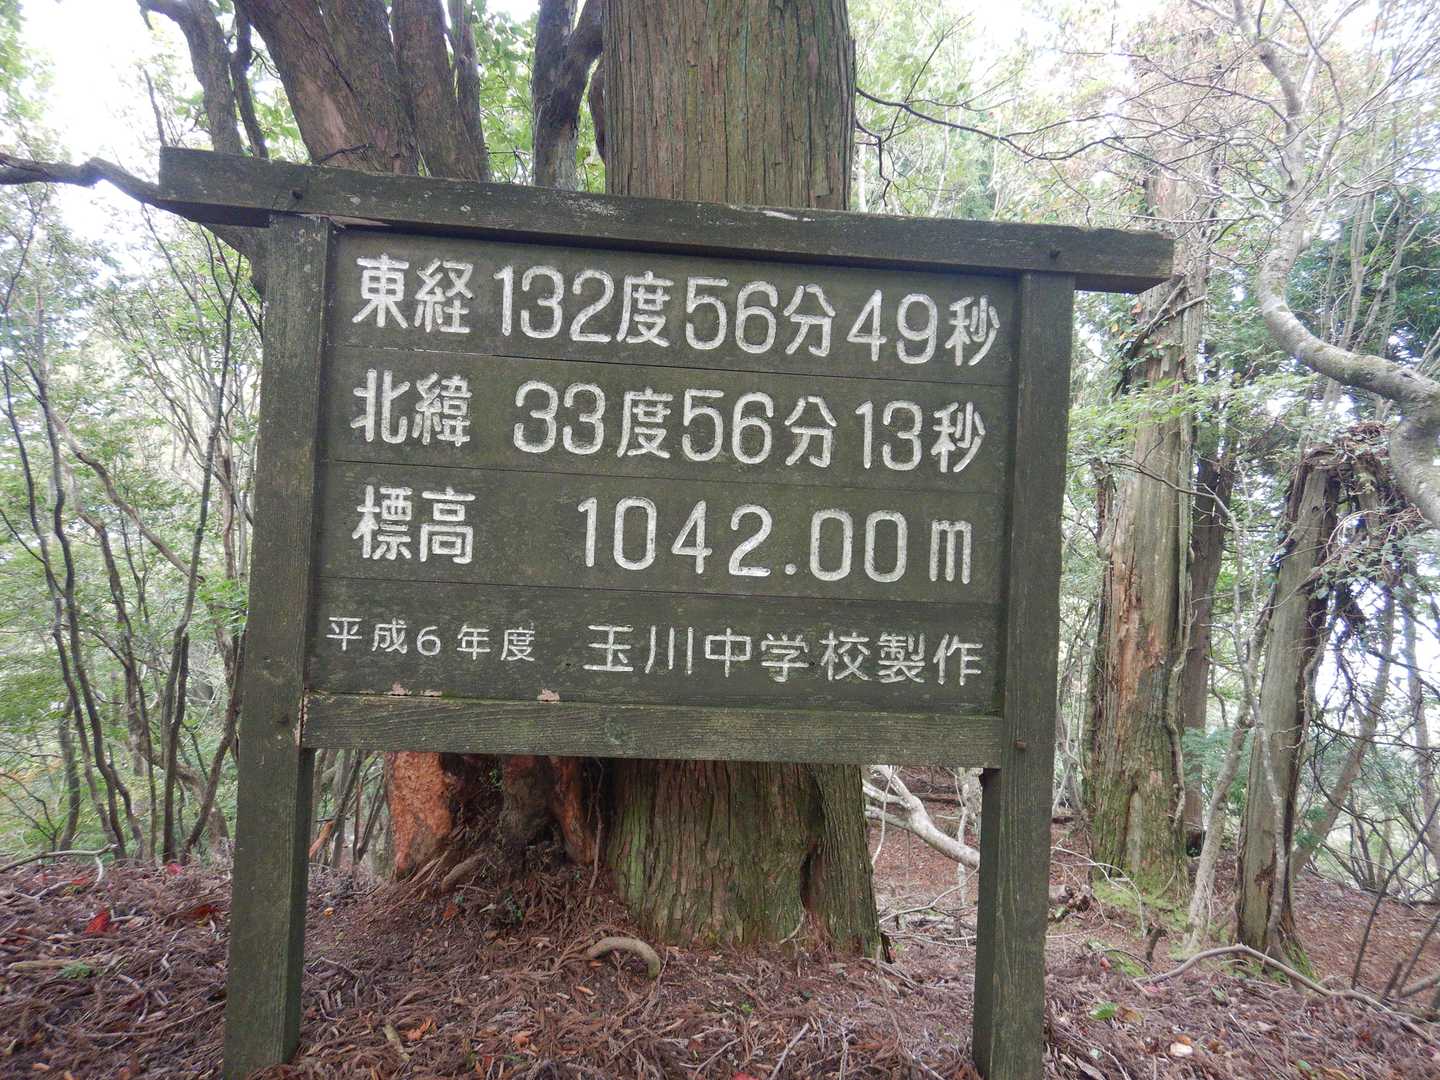 東経132度56分49秒
北緯 33度56分13秒
標高 1042.00m
平成6年度 玉川中学校製作